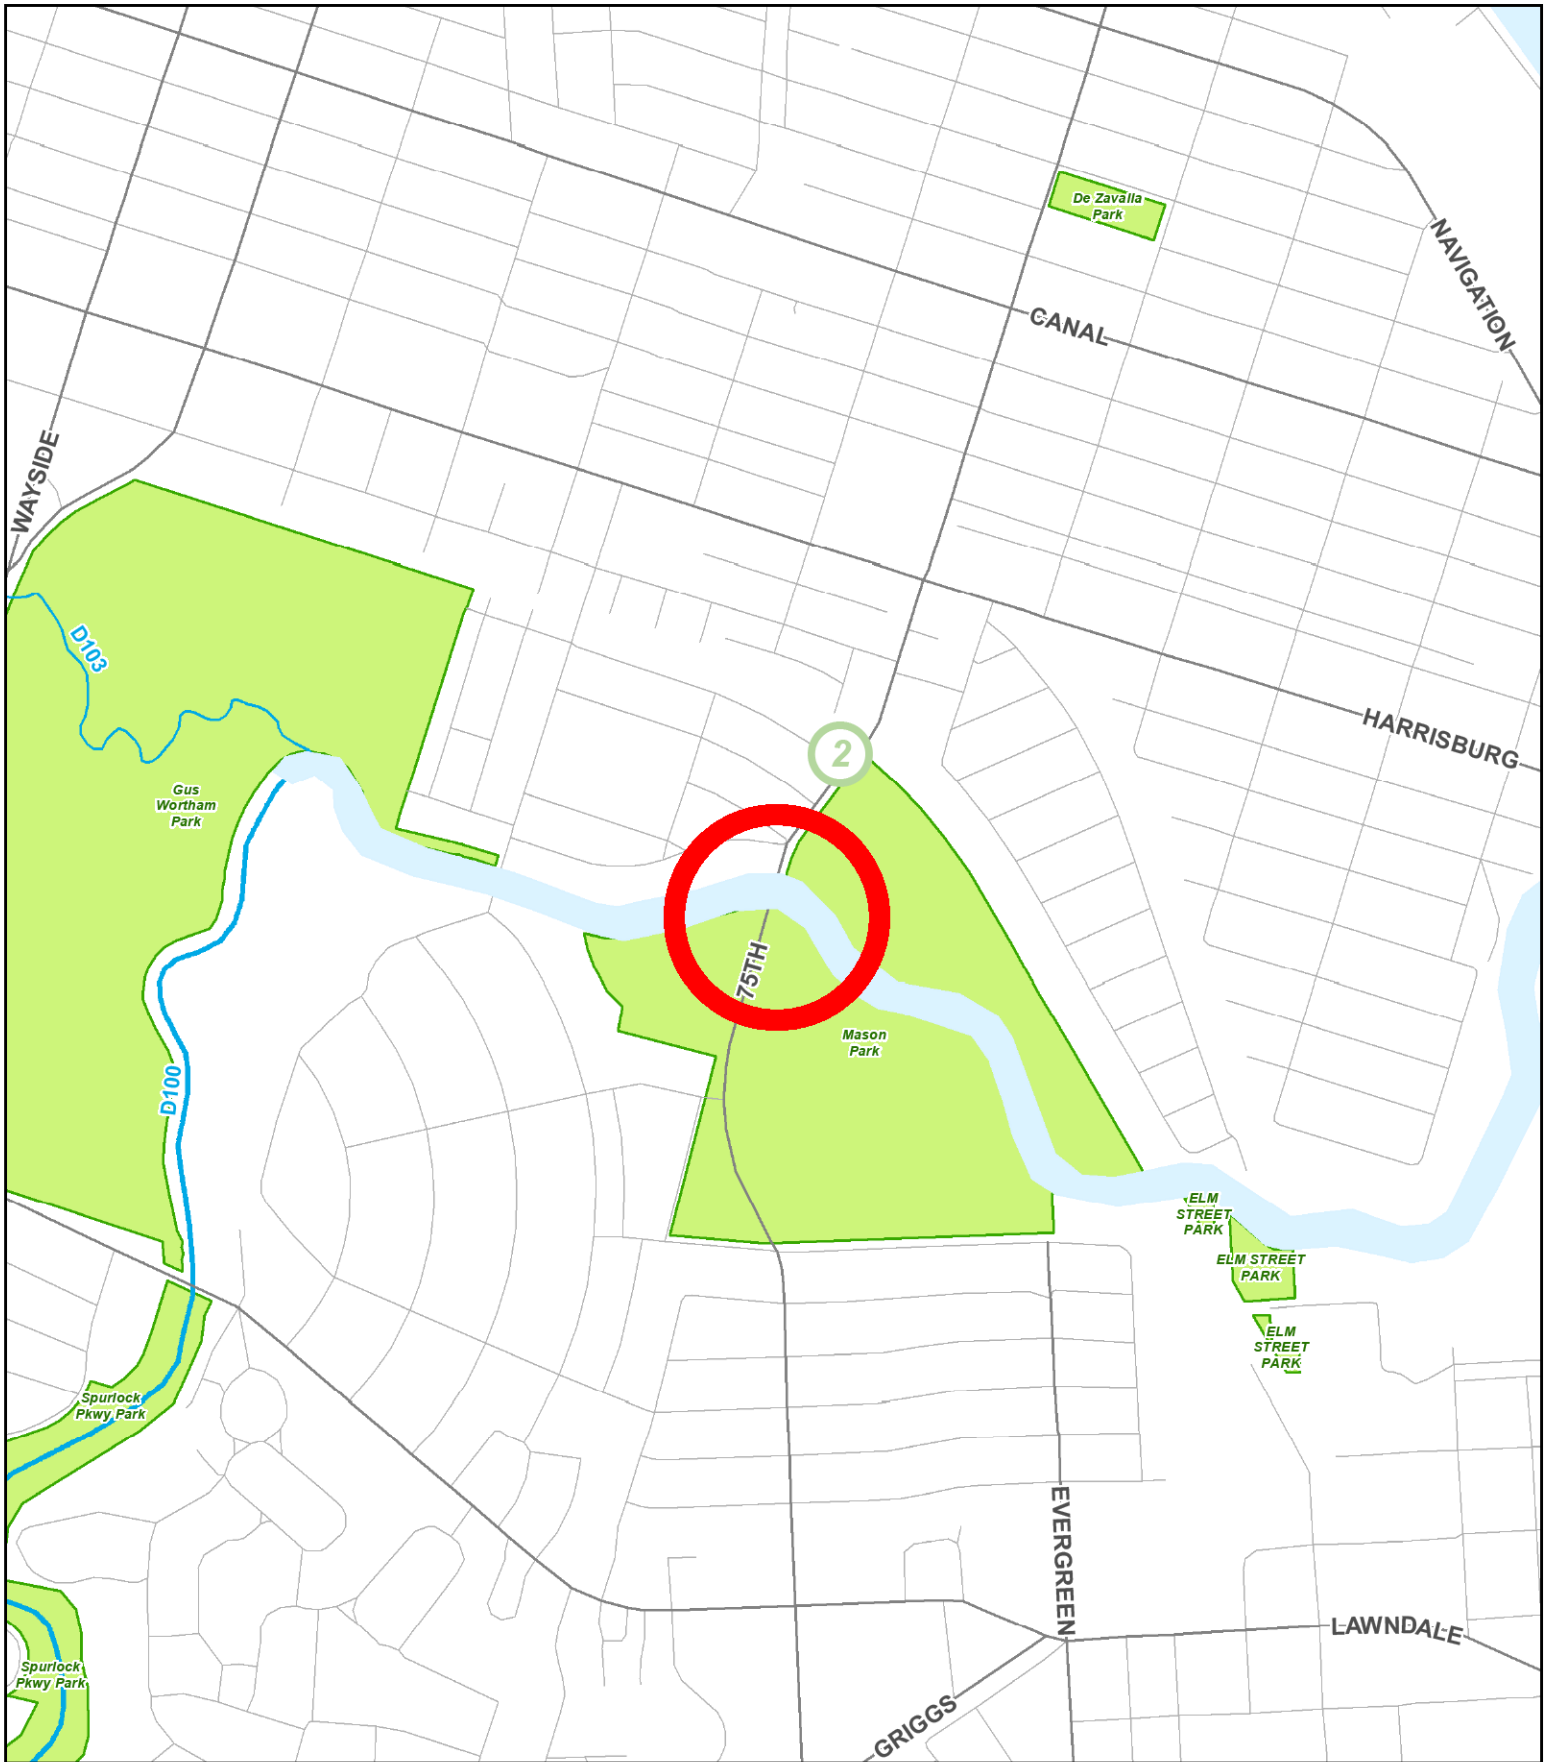 De Zavalla
Park
NAVIGATION
CANAL
WAYSIDE
D103
HARRISBURG
2
Gus
Wortham
Park
75TH
Mason
Park
D100
ELM
STREET
PARK
ELM STREET
PARK
ELM
STREET
PARK
Spurlock
Pkwy Park
EVERGREEN
LAWNDALE
Spurlock
Pkwy Park
GRIGGS